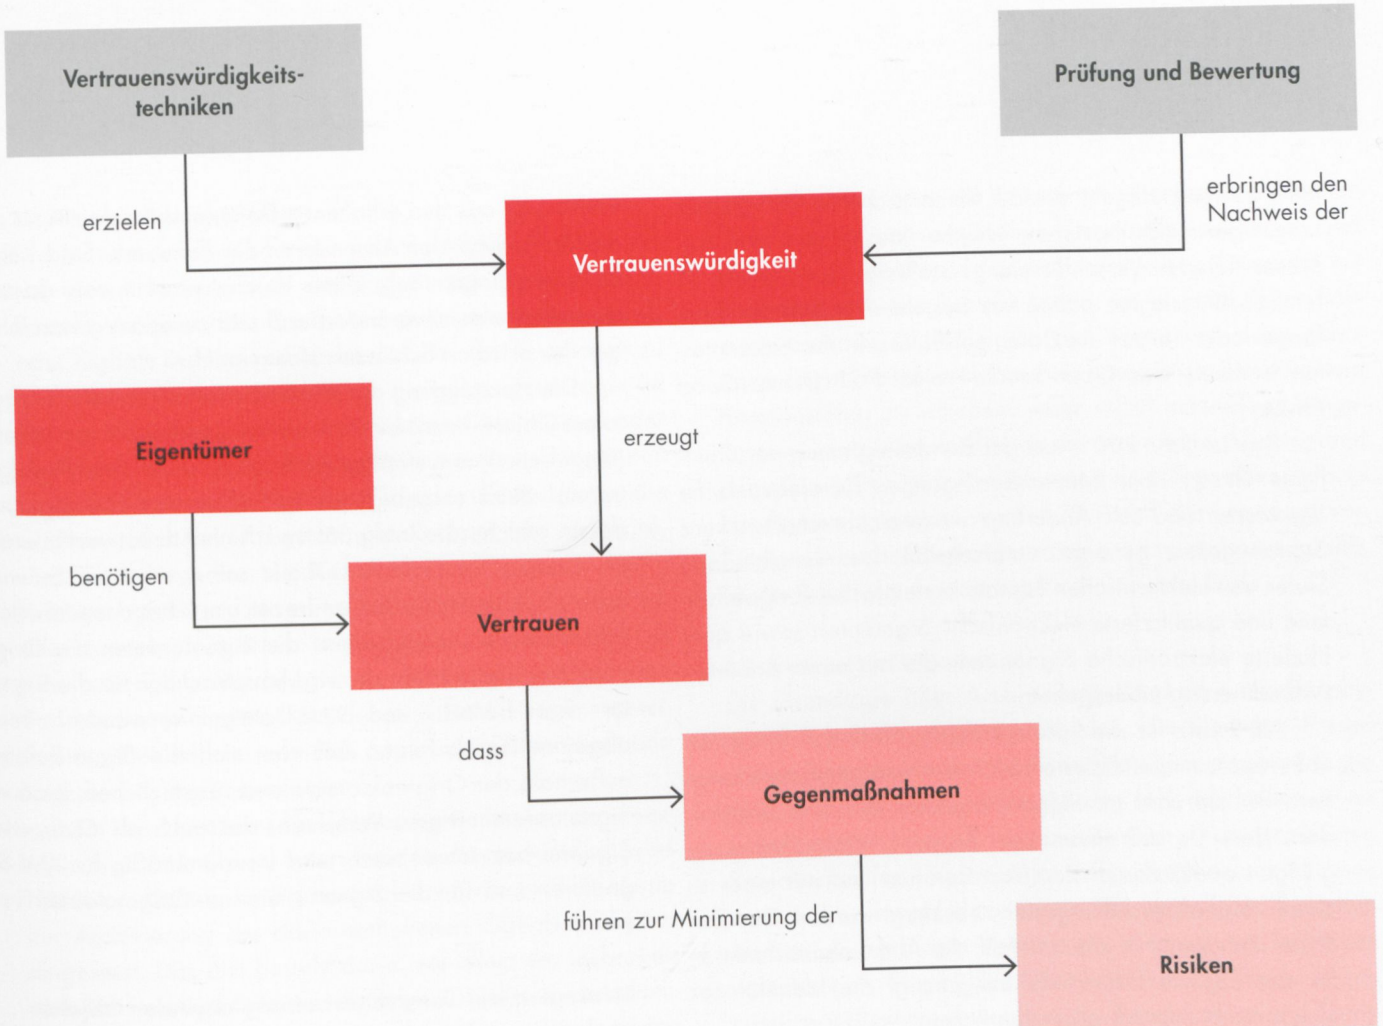 Vertrauenswürdigkeits-
techniken
Prüfung und Bewertung
erzielen
erbringen den
Nachweis der
Vertrauenswürdigkeit
Eigentümer
erzeugt
benötigen
Vertrauen
dass
Gegenmaßnahmen
führen zur Minimierung der
Risiken